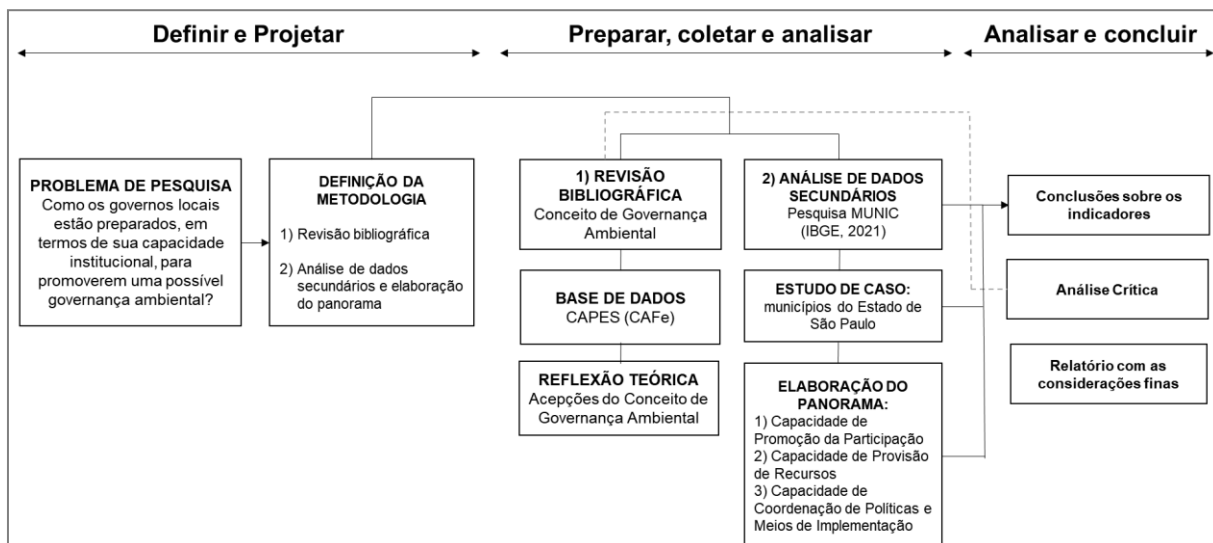 Definir e Projetar
Preparar, coletar e analisar
Analisar e concluir
PROBLEMA DE PESQUISA
Como os governos locais
estão preparados, em
termos de sua capacidade
institucional, para
promoverem uma possível
governança ambiental?
DEFINIÇÃO DA
METODOLOGIA
1) Revisão bibliográfica
2) Análise de dados
secundários e elaboração
do panorama
1) REVISÃO
BIBLIOGRÁFICA
Conceito de Governança
Ambiental
BASE DE DADOS
CAPES (CAFe)
REFLEXÃO TEÓRICA
Acepções do Conceito de
Governança Ambiental
2) ANÁLISE DE DADOS
SECUNDÁRIOS
Pesquisa MUNIC
(IBGE, 2021)
ESTUDO DE CASO:
municípios do Estado de
São Paulo
ELABORAÇÃO DO
PANORAMA:
1) Capacidade de
Promoção da Participação
2) Capacidade de Provisão
de Recursos
3) Capacidade de
Coordenação de Políticas e
Meios de Implementação
Conclusões sobre os
indicadores
Análise Crítica
Relatório com as
considerações finas